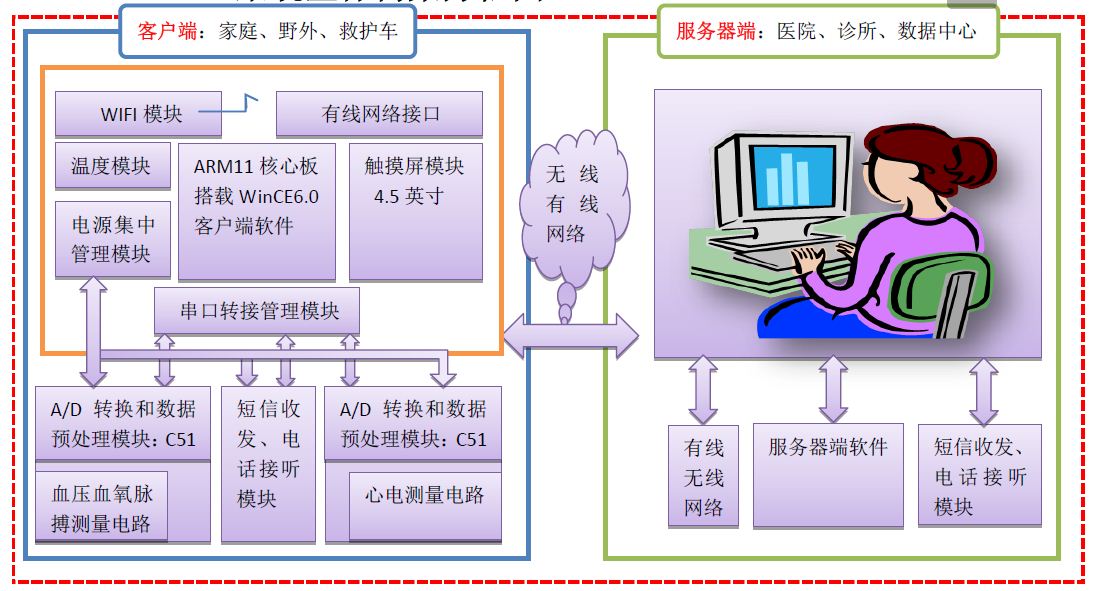 客户端：家庭、野外、救护车
服务器端：医院、诊所、数据中心
WIFI 模块
有线网络接口
温度模块
ARM11 核心板
搭载 WinCE6.0
客户端软件
触摸屏模块
4.5 英寸
电源集中
管理模块
串口转接管理模块
无 线
有 线
网络
A/D 转换和数据
预处理模块：C51
短信收
发、电
话接听
模块
A/D 转换和数据
预处理模块：C51
血压血氧脉
搏测量电路
心电测量电路
有线
无线
网络
服务器端软件
短信收发、
电话接听
模块